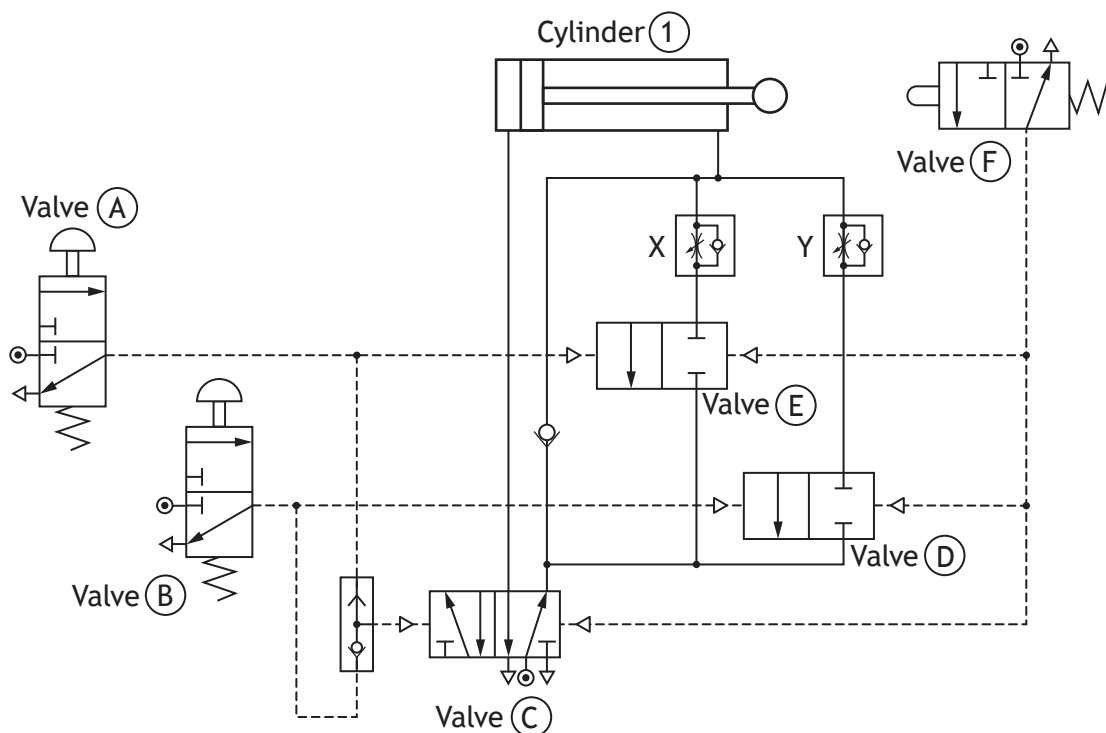 Cylinder 1
Valve F
Valve A
X
Y
Valve E
Valve D
Valve B
Valve C